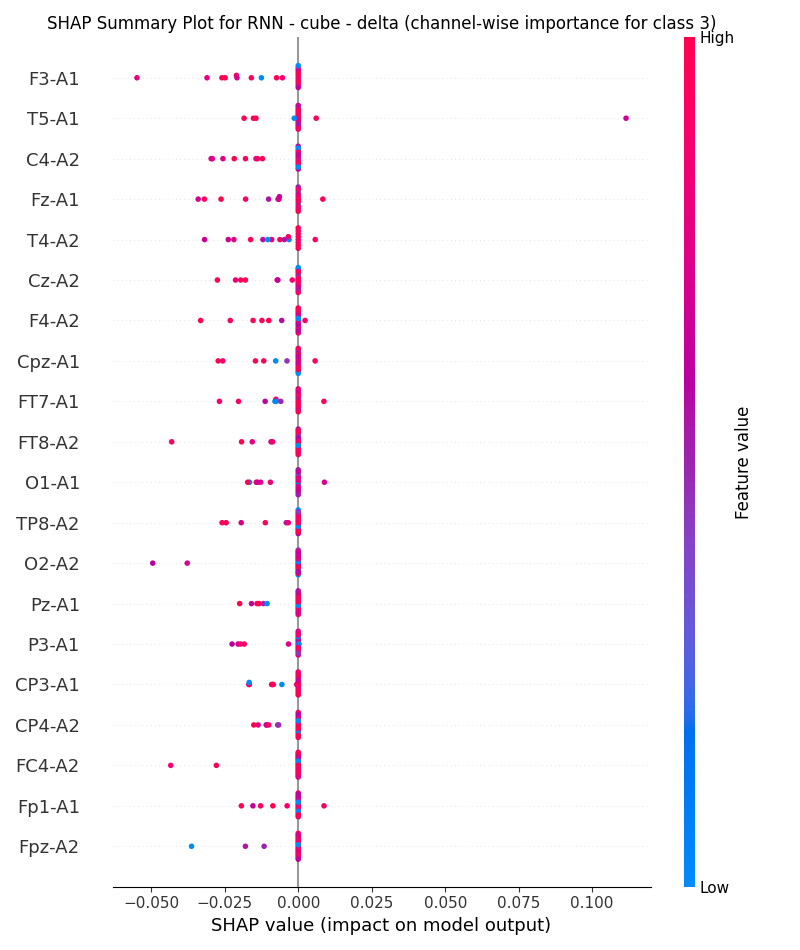 SHAP Summary Plot for RNN - cube - delta (channel-wise importance for class 3)
High
F3-A1
T5-A1
C4-A2
Fz-A1
T4-A2
Cz-A2
F4-A2
Cpz-A1
FT7-A1
FT8-A2
O1-A1
TP8-A2
O2-A2
Pz-A1
P3-A1
CP3-A1
CP4-A2
FC4-A2
Fp1-A1
Fpz-A2
Feature value
Low
−0.050 −0.025 0.000 0.025 0.050 0.075 0.100
SHAP value (impact on model output)